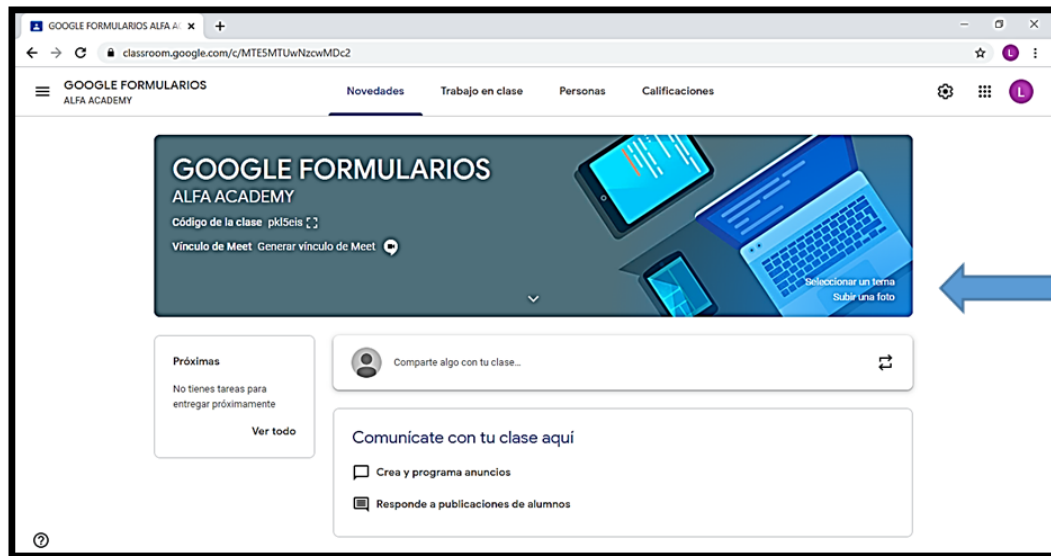 GOOGLE FORMULARIOS ALFA AC
classroom.google.com/c/MTE5MTUwNzcwMDc2
L
GOOGLE FORMULARIOS
ALFA ACADEMY
Novedades
Trabajo en clase
Personas
Calificaciones
L
GOOGLE FORMULARIOS
ALFA ACADEMY
Código de la clase pkl5eis
Vínculo de Meet Generar vínculo de Meet
Seleccionar un tema
Subir una foto
Próximas
No tienes tareas para
entregar próximamente
Ver todo
Comparte algo con tu clase…
Comunícate con tu clase aquí
Crea y programa anuncios
Responde a publicaciones de alumnos